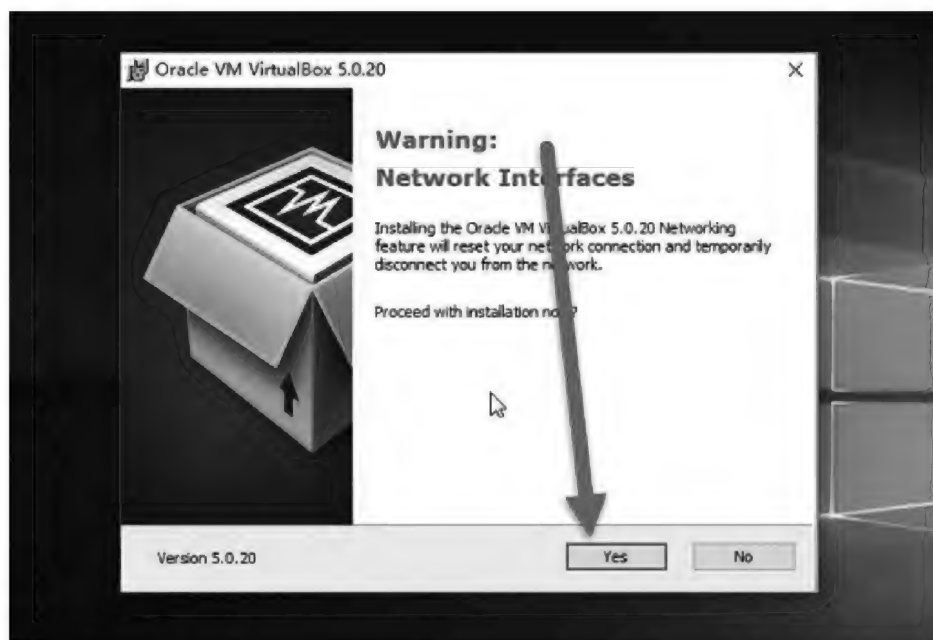 Oracle VM VirtualBox 5.0.20
Warning:
Network Interfaces
Installing the Oracle VM VirtualBox 5.0.20 Networking
feature will reset your network connection and temporarily
disconnect you from the network.
Proceed with installation now?
Version 5.0.20
Yes
No